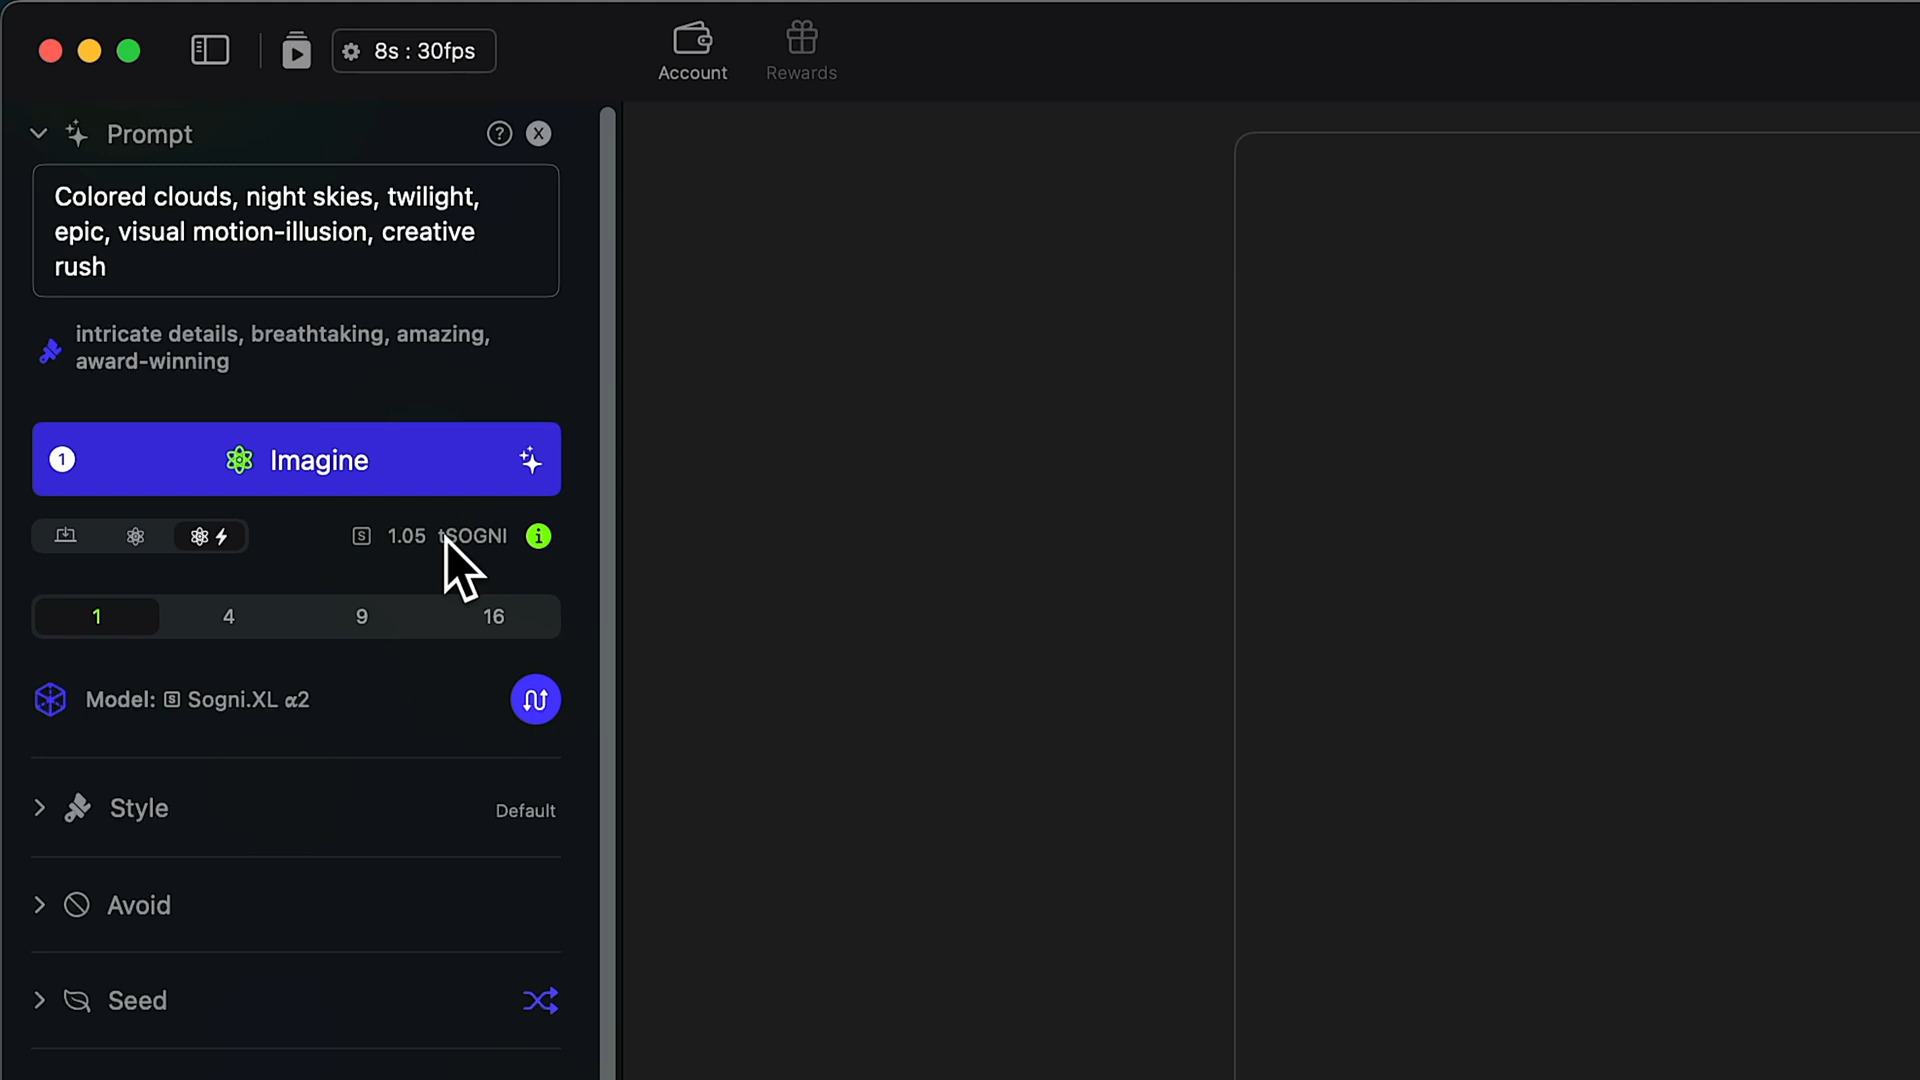 8s : 30fps
Account
Rewards
Prompt
Colored clouds, night skies, twilight,
epic, visual motion-illusion, creative
rush
intricate details, breathtaking, amazing,
award-winning
1
Imagine
S 1.05 tSOGNI
1 4 9 16
Model: S Sogni.XL α2
Style
Default
Avoid
Seed